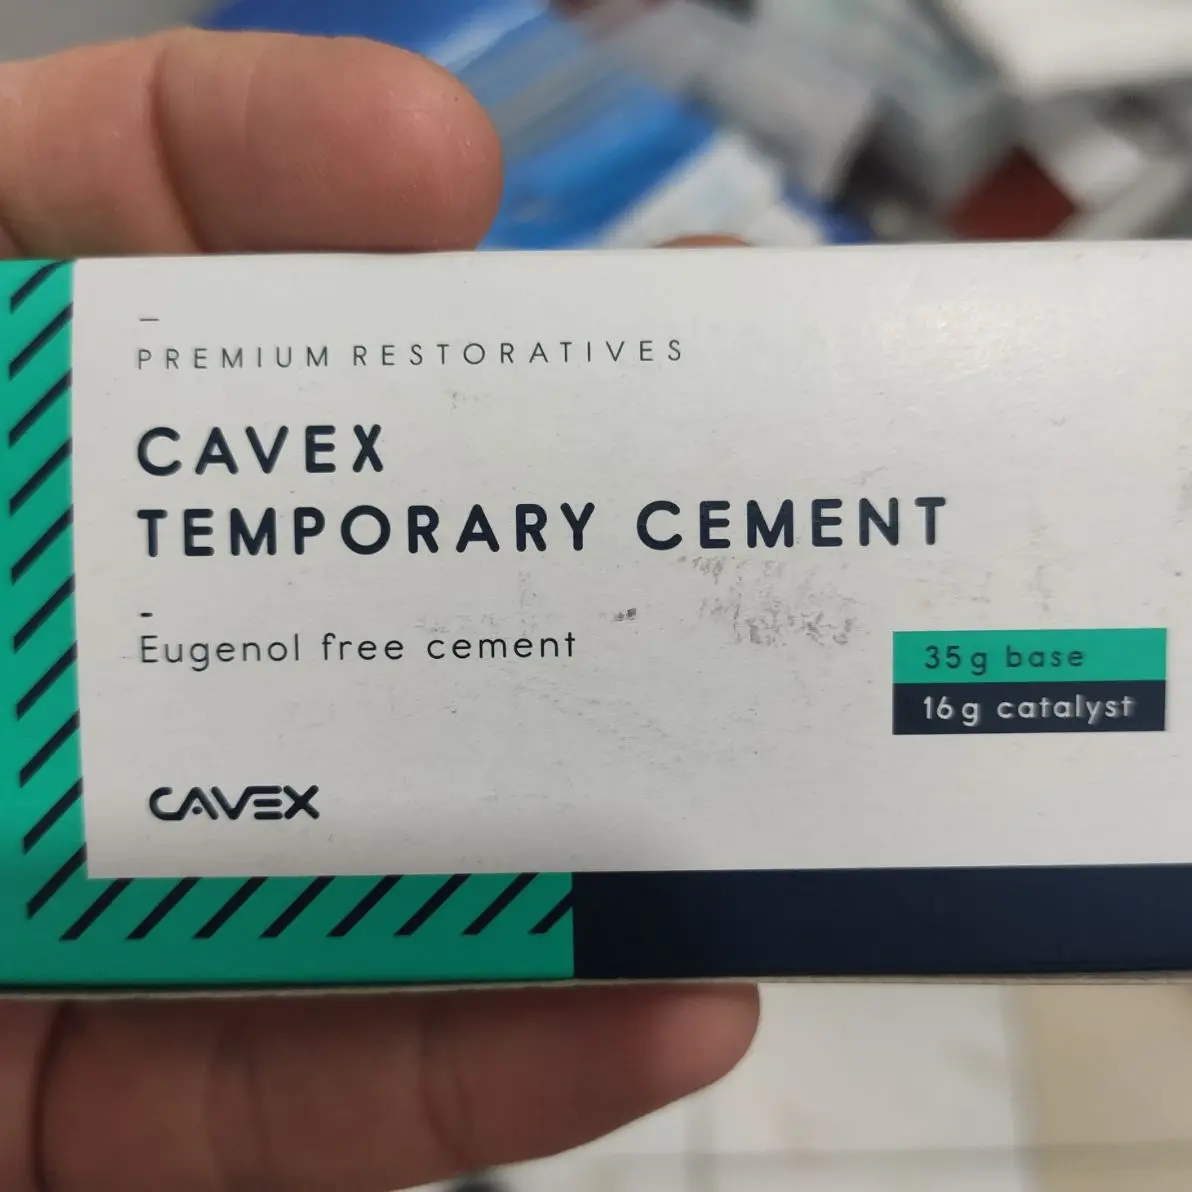 PREMIUM RESTORATIVES
CAVEX
TEMPORARY CEMENT
Eugenol free cement
35g base
16g catalyst
CAVEX